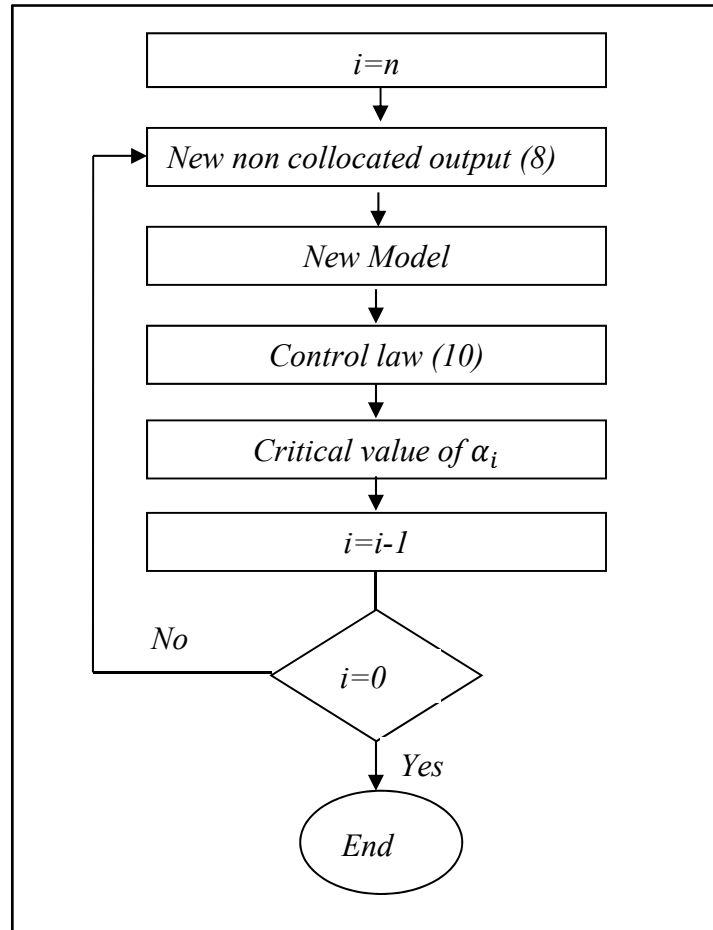 i=n
New non collocated output (8)
New Model
Control law (10)
Critical value of αᵢ
i=i-1
No
i=0
Yes
End